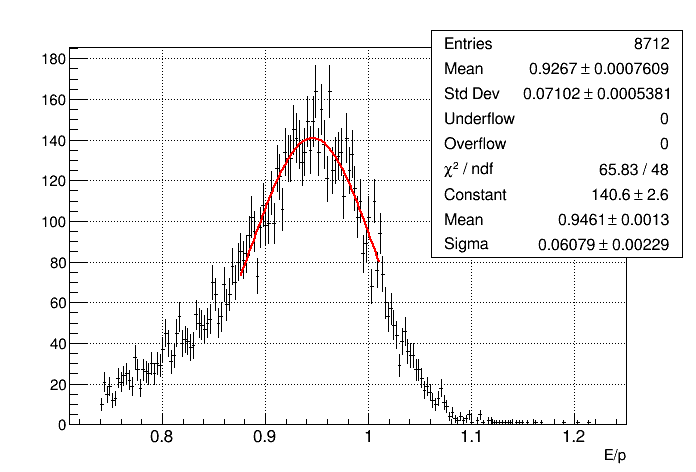 Entries 8712
Mean 0.9267 ± 0.0007609
Std Dev 0.07102 ± 0.0005381
Underflow 0
Overflow 0
χ² / ndf 65.83 / 48
Constant 140.6 ± 2.6
Mean 0.9461 ± 0.0013
Sigma 0.06079 ± 0.00229
180
160
140
120
100
80
60
40
20
0
0.8 0.9 1 1.1 1.2
E/p